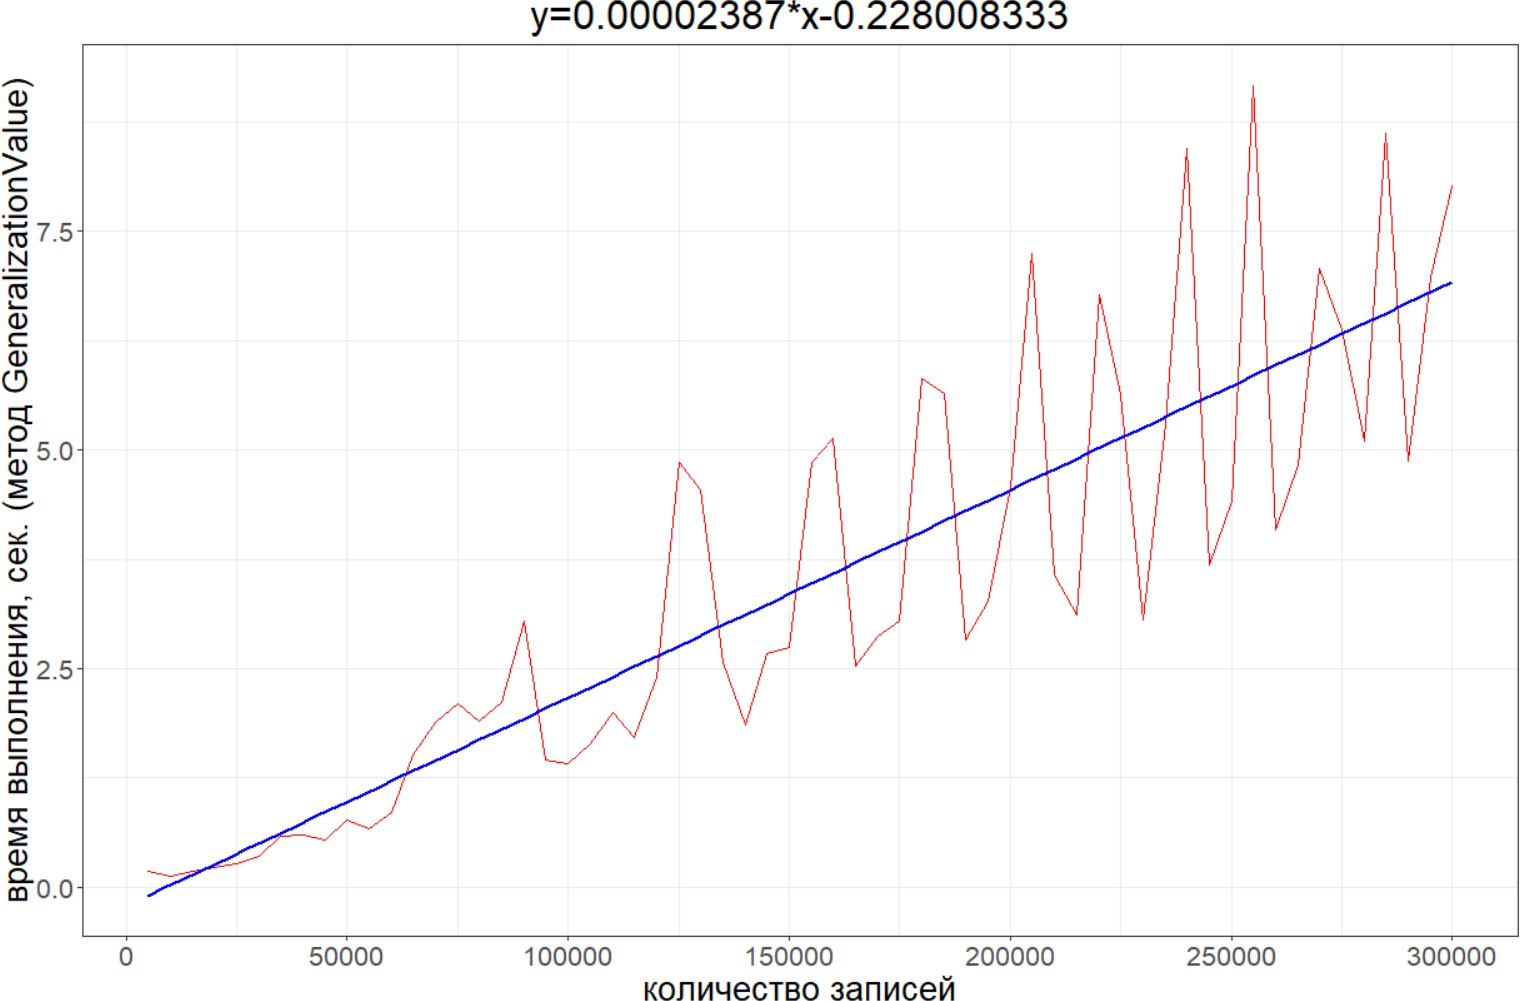 y=0.00002387*x-0.228008333
время выполнения, сек. (метод GeneralizationValue)
7.5
5.0
2.5
0.0
0 50000 100000 150000 200000 250000 300000
количество записей